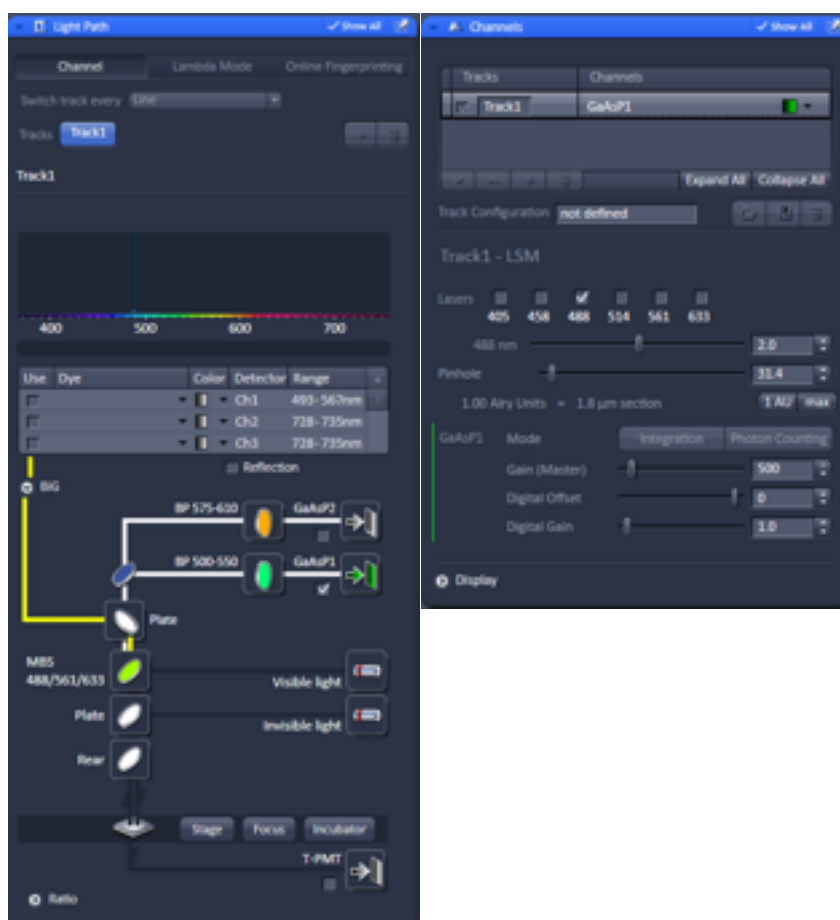 Light Path
Show All
Channel
Lambda Mode
Online Fingerprinting
Switch track every
Line
Tracks
Track1
Track1
400
500
600
700
Use
Dye
Color
Detector
Range
Ch1
493-567nm
Ch2
728-735nm
Ch3
728-735nm
Reflection
BiG
BP 575-610
GaAsP2
BP 500-550
GaAsP1
Plate
MBS
488/561/633
Visible light
Plate
Invisible light
Rear
Stage
Focus
Incubator
T-PMT
Ratio
Channels
Show All
Tracks
Channels
Track1
GaAsP1
Expand All
Collapse All
Track Configuration
not defined
Track1 - LSM
Lasers
405
458
488
514
561
633
488 nm
2.0
Pinhole
31.4
1.00 Airy Units = 1.8 µm section
1 AU
max
GaAsP1
Mode
Integration
Photon Counting
Gain (Master)
500
Digital Offset
0
Digital Gain
1.0
Display